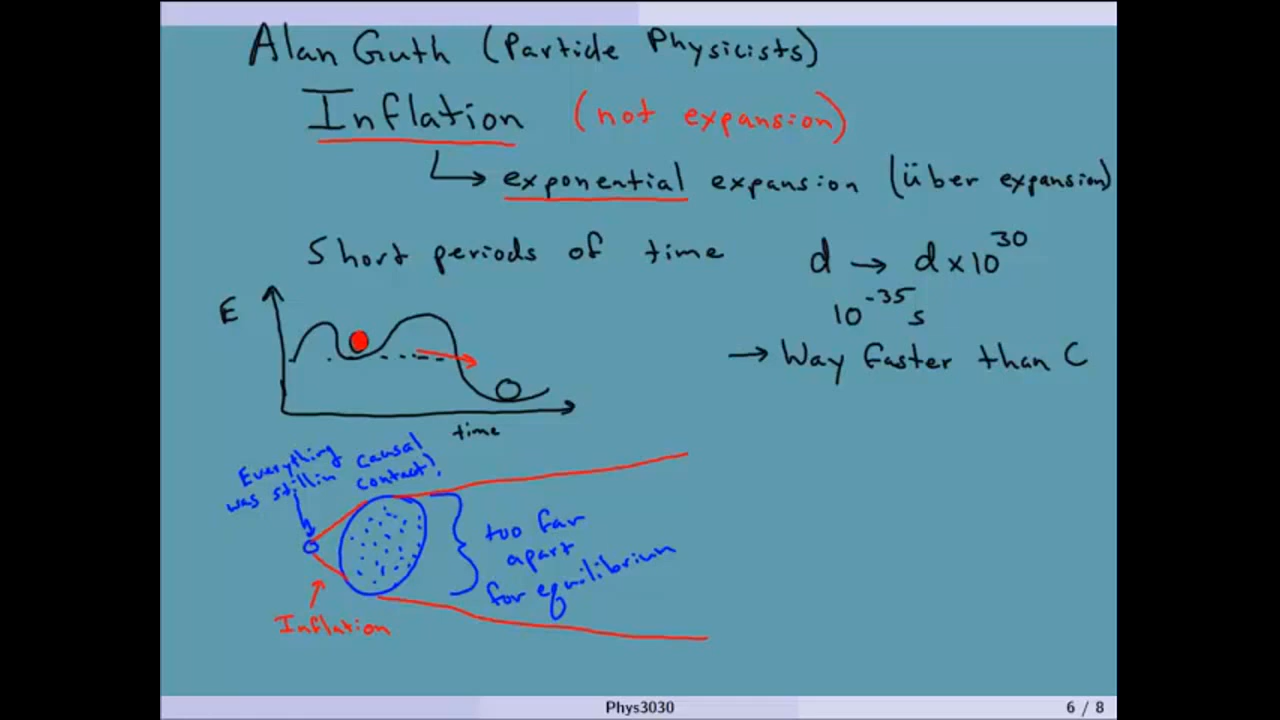 Alan Guth (Particle Physicists)
Inflation (not expansion)
exponential expansion (über expansion)
Short periods of time
d → d x 10^30
10^-35 s
→ Way faster than C
E
time
Everything
was still in causal
contact!
too far
apart
for equilibrium
Inflation
Phys3030
6 / 8